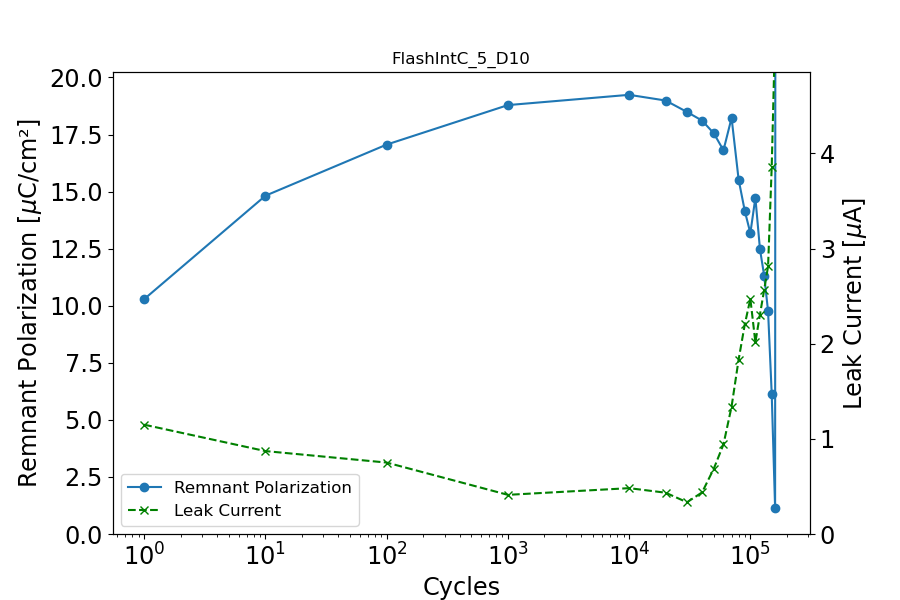 FlashIntC_5_D10
Remnant Polarization [μC/cm²]
20.0
17.5
15.0
12.5
10.0
7.5
5.0
2.5
0.0
Leak Current [μA]
4
3
2
1
0
Remnant Polarization
Leak Current
10⁰ 10¹ 10² 10³ 10⁴ 10⁵
Cycles